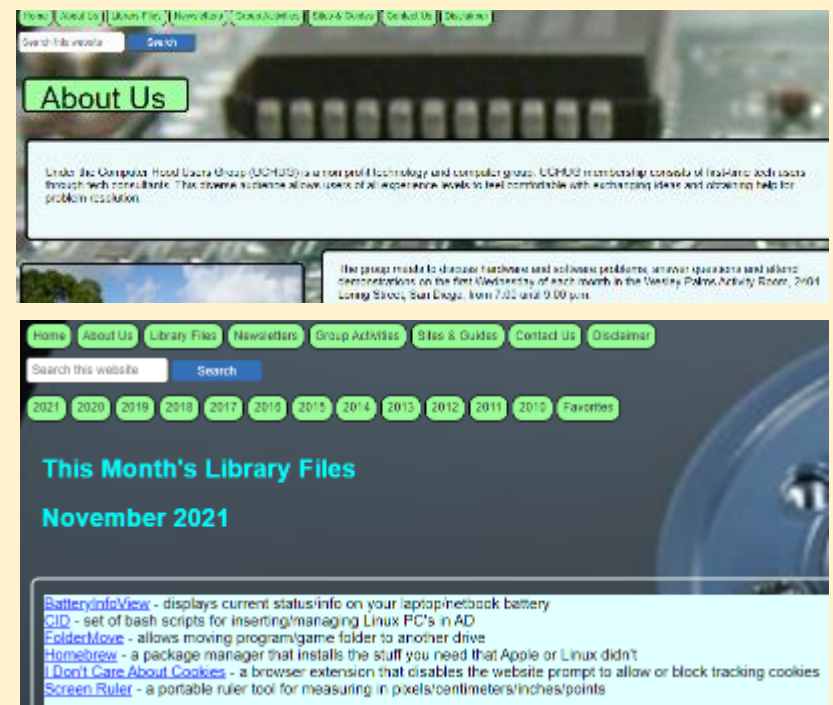 Home About Us Library Files Newsletters Group Activities Sites & Guides Contact Us Disclaimer
Search this website Search
About Us
Under the Computer Hood Users Group (UCHUG) is a non profit technology and computer group. UCHUG membership consists of first-time tech users
through tech consultants. This diverse audience allows users of all experience levels to feel comfortable with exchanging ideas and obtaining help for
problem resolution.
The group meets to discuss hardware and software problems, answer questions and attend
demonstrations on the first Wednesday of each month in the Wesley Palms Activity Room, 2404
Loring Street, San Diego, from 7:00 until 9:00 p.m.
Home About Us Library Files Newsletters Group Activities Sites & Guides Contact Us Disclaimer
Search this website Search
2021 2020 2019 2018 2017 2016 2015 2014 2013 2012 2011 2010 Favorites
This Month's Library Files
November 2021
BatteryInfoView - displays current status/info on your laptop/netbook battery
CID - set of bash scripts for inserting/managing Linux PC's in AD
FolderMove - allows moving program/game folder to another drive
Homebrew - a package manager that installs the stuff you need that Apple or Linux didn't
I Don't Care About Cookies - a browser extension that disables the website prompt to allow or block tracking cookies
Screen Ruler - a portable ruler tool for measuring in pixels/centimeters/inches/points